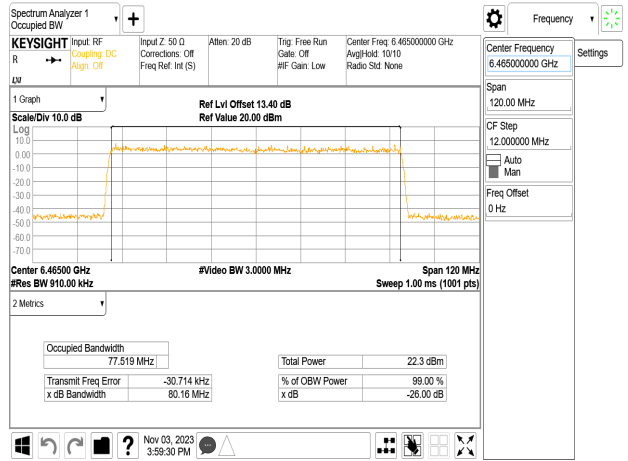 Spectrum Analyzer 1
Occupied BW
KEYSIGHT
R
Input: RF
Coupling: DC
Align: Off
Input Z: 50 Ω
Corrections: Off
Freq Ref: Int (S)
Atten: 20 dB
Trig: Free Run
Gate: Off
#IF Gain: Low
Center Freq: 6.465000000 GHz
Avg|Hold: 10/10
Radio Std: None
1 Graph
Scale/Div 10.0 dB
Ref Lvl Offset 13.40 dB
Ref Value 20.00 dBm
Log
10.0
0.00
-10.0
-20.0
-30.0
-40.0
-50.0
-60.0
-70.0
Center 6.46500 GHz
#Video BW 3.0000 MHz
Span 120 MHz
#Res BW 910.00 kHz
Sweep 1.00 ms (1001 pts)
2 Metrics
Occupied Bandwidth
77.519 MHz
Total Power 22.3 dBm
Transmit Freq Error -30.714 kHz
% of OBW Power 99.00 %
x dB Bandwidth 80.16 MHz
x dB -26.00 dB
Nov 03, 2023
3:59:30 PM
?
Frequency
Center Frequency
6.465000000 GHz
Settings
Span
120.00 MHz
CF Step
12.000000 MHz
Auto
Man
Freq Offset
0 Hz